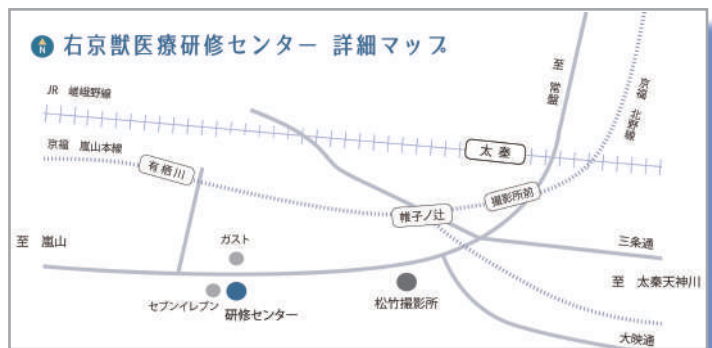 N
右京獣医療研修センター 詳細マップ
JR 嵯峨野線
京福 嵐山本線
有栖川
太秦
至 常盤
京福 北野線
撮影所前
帷子ノ辻
至 嵐山
ガスト
セブンイレブン
研修センター
松竹撮影所
三条通
至 太秦天神川
大映通